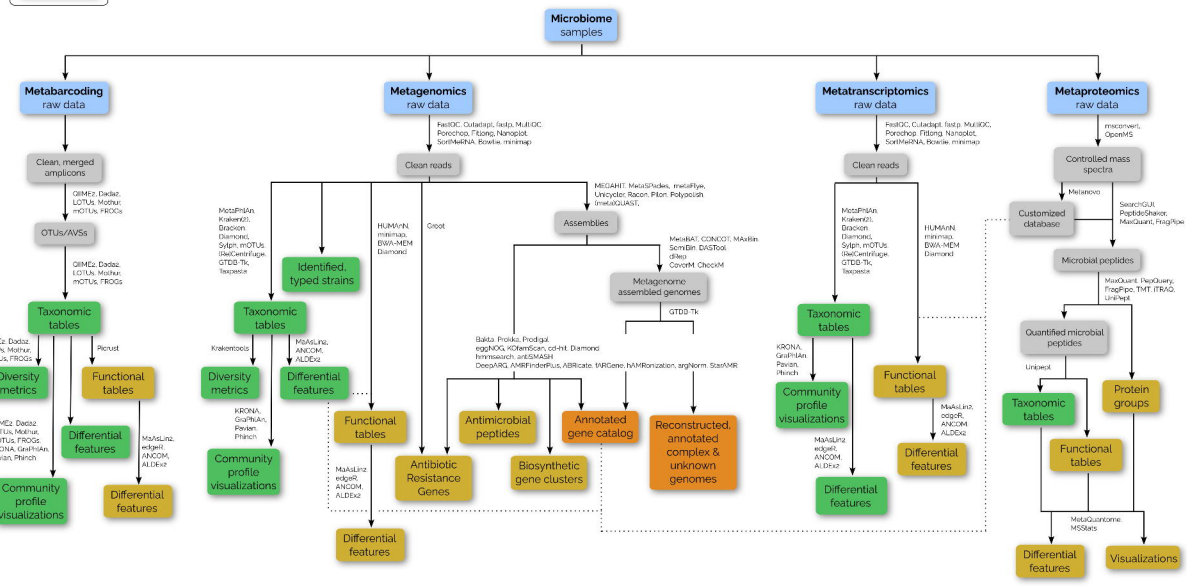 Microbiome
samples
Metabarcoding
raw data
Clean, merged
amplicons
QIIME2, Dada2,
LOTUs, Mothur,
mOTUs, FROGs
OTUs/AVSs
QIIME2, Dada2,
LOTUs, Mothur,
mOTUs, FROGs
Taxonomic
tables
Picrust
Functional
tables
Differential
features
MaAsLin2,
edgeR,
ANCOM,
ALDEx2
Community
profile
visualizations
Differential
features
Metagenomics
raw data
FastQC, Cutadapt, fastp, MultiQC,
Porechop, Fitlong, Nanoplot,
SortMeRNA, Bowtie, minimap
Clean reads
MetaPhlAn,
Kraken(2),
Bracken,
Diamond,
Sylph, mOTUs,
(Re)Centrifuge,
GTDB-Tk,
Taxpasta
Identified,
typed strains
HUMAnN,
minimap,
BWA-MEM
Diamond
Groot
MEGAHIT, MetaSPades, metaFlye,
Unicycler, Racon, Pilon, Polypolish
(meta)QUAST,
Assemblies
MetaBAT, CONCOT, MAxBin,
SemiBin, DASTool
dRep
CoverM, CheckM
Metagenome
assembled genomes
GTDB-Tk
Taxonomic
tables
Krakentools
MaAsLin2,
ANCOM,
ALDEx2
Diversity
metrics
Differential
features
KRONA,
GraPhlAn,
Pavian,
Phinch
Community
profile
visualizations
Bakta, Prokka, Prodigal,
eggNOG, KOfamScan, cd-hit, Diamond
hmmsearch, antiSMASH
DeepARG, AMRFinderPlus, ABRicate, fARGene, hAMRonization, argNorm, StarAMR
Functional
tables
MaAsLin2,
edgeR,
ANCOM,
ALDEx2
Differential
features
Antibiotic
Resistance
Genes
Antimicrobial
peptides
Biosynthetic
gene clusters
Annotated
gene catalog
Reconstructed,
annotated
complex &
unknown
genomes
Metatranscriptomics
raw data
FastQC, Cutadapt, fastp, MultiQC,
Porechop, Fitlong, Nanoplot,
SortMeRNA, Bowtie, minimap
Clean reads
MetaPhlAn,
Kraken(2),
Bracken,
Diamond,
Sylph, mOTUs,
(Re)Centrifuge,
GTDB-Tk,
Taxpasta
HUMAnN,
minimap,
BWA-MEM
Diamond
Taxonomic
tables
KRONA,
GraPhlAn,
Pavian,
Phinch
Community
profile
visualizations
MaAsLin2
edgeR,
ANCOM,
ALDEx2
Differential
features
Functional
tables
MaAsLin2,
edgeR,
ANCOM
ALDEx2
Differential
features
Metaproteomics
raw data
msconvert,
OpenMS
Controlled mass
spectra
Metanovo
Customized
database
SearchGUI,
PeptideShaker,
MaxQuant, FragPipe
Microbial peptides
MaxQuant, PepQuery,
FragPipe, TMT, iTRAQ,
UniPept
Quantified microbial
peptides
Unipept
Taxonomic
tables
Functional
tables
Protein
groups
MetaQuantome,
MSStats
Differential
features
Visualizations